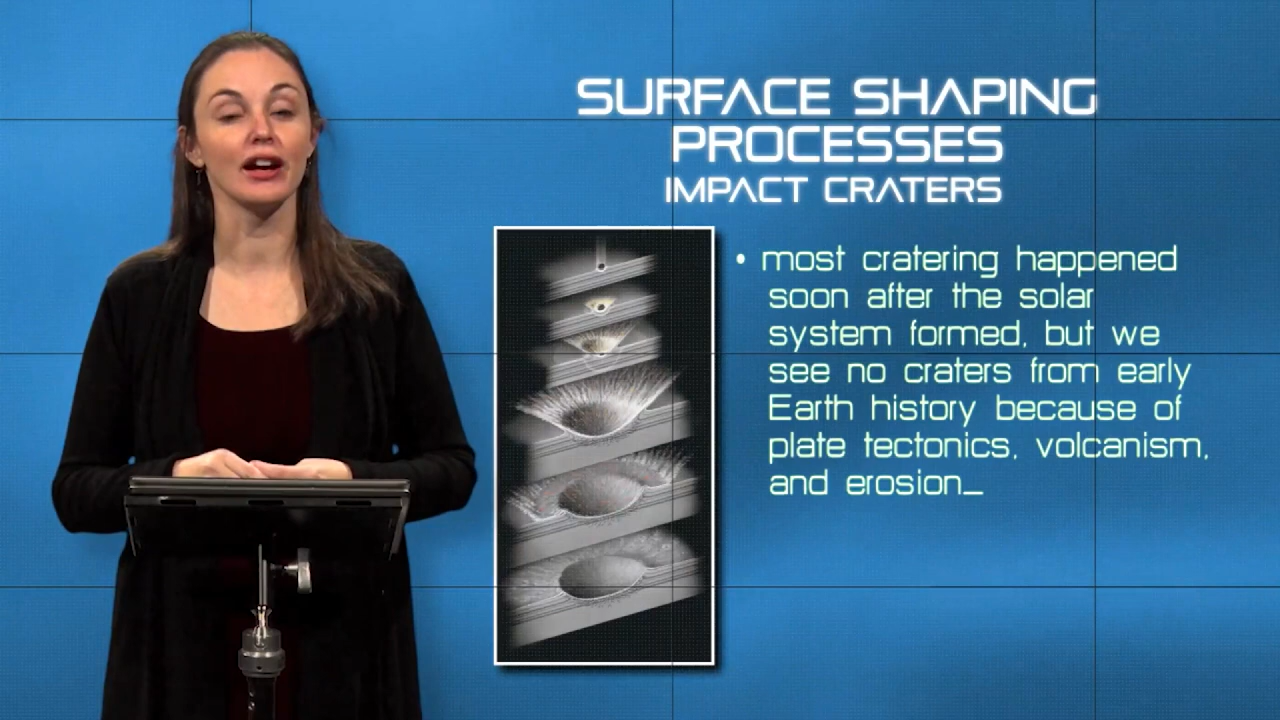 SURFACE SHAPING
PROCESSES
IMPACT CRATERS
• most cratering happened
soon after the solar
system formed, but we
see no craters from early
Earth history because of
plate tectonics, volcanism,
and erosion_